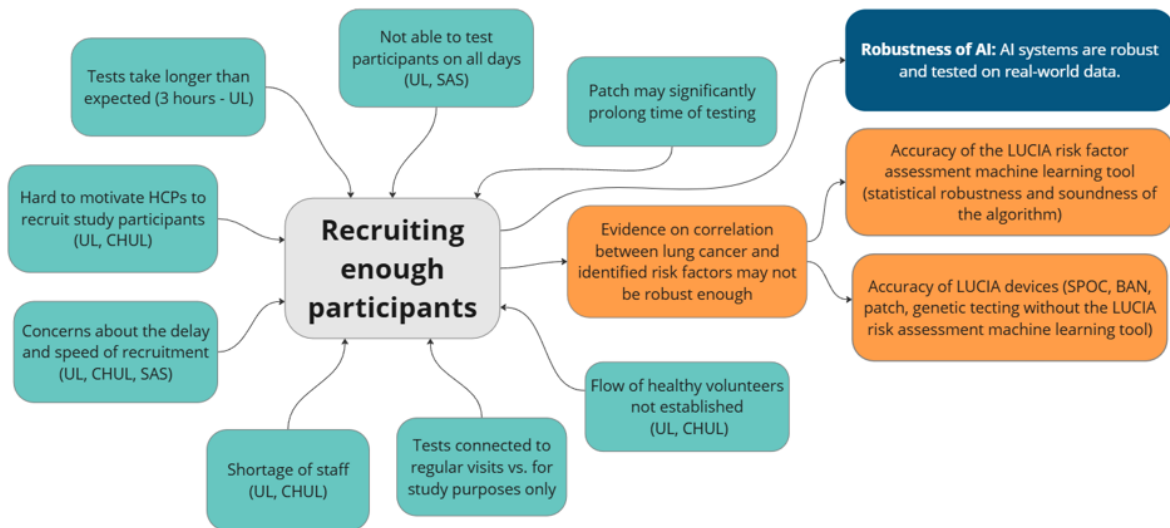 Not able to test
participants on all days
(UL, SAS)
Tests take longer than
expected (3 hours - UL)
Patch may significantly
prolong time of testing
Robustness of AI: AI systems are robust
and tested on real-world data.
Hard to motivate HCPs to
recruit study participants
(UL, CHUL)
Recruiting
enough
participants
Evidence on correlation
between lung cancer and
identified risk factors may not
be robust enough
Accuracy of the LUCIA risk factor
assessment machine learning tool
(statistical robustness and soundness of
the algorithm)
Accuracy of LUCIA devices (SPOC, BAN,
patch, genetic tecting without the LUCIA
risk assessment machine learning tool)
Concerns about the delay
and speed of recruitment
(UL, CHUL, SAS)
Flow of healthy volunteers
not established
(UL, CHUL)
Shortage of staff
(UL, CHUL)
Tests connected to
regular visits vs. for
study purposes only